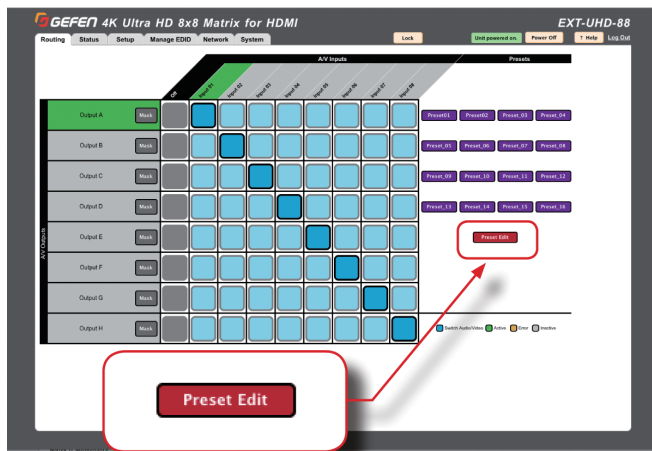 GEFEN 4K Ultra HD 8x8 Matrix for HDMI EXT-UHD-88
Routing Status Setup Manage EDID Network System Lock Unit powered on Power Off ? Help Log Out
A/V Inputs Presets
Off Input 01 Input 02 Input 03 Input 04 Input 05 Input 06 Input 07 Input 08
A/V Outputs
Output A Mask Preset01 Preset02 Preset_03 Preset_04
Output B Mask Preset_05 Preset_06 Preset_07 Preset_08
Output C Mask Preset_09 Preset_10 Preset_11 Preset_12
Output D Mask Preset_13 Preset_14 Preset_15 Preset_16
Output E Mask Preset Edit
Output F Mask
Output G Mask
Output H Mask Switch Audio/Video Active Error Inactive
Preset Edit